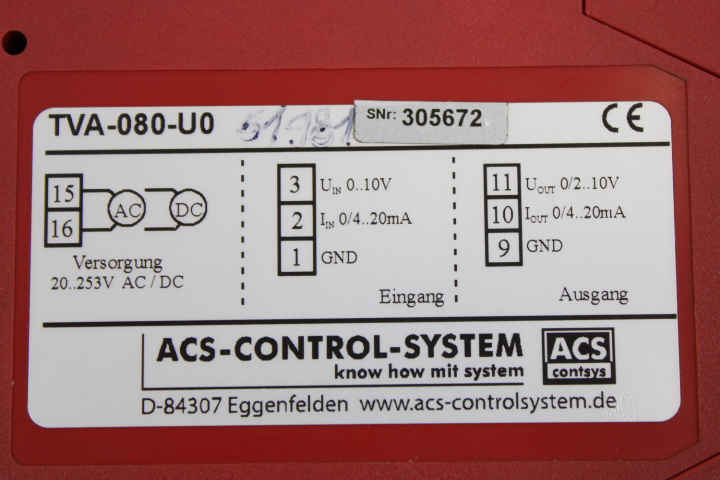 TVA-080-U0 61.181 SNr: 305672 CE
15
16
AC DC
Versorgung
20..253V AC / DC
3 UIN 0..10V
2 IIN 0/4..20mA
1 GND
Eingang
11 UOUT 0/2..10V
10 IOUT 0/4..20mA
9 GND
Ausgang
ACS-CONTROL-SYSTEM
know how mit system
ACS
contsys
D-84307 Eggenfelden www.acs-controlsystem.de